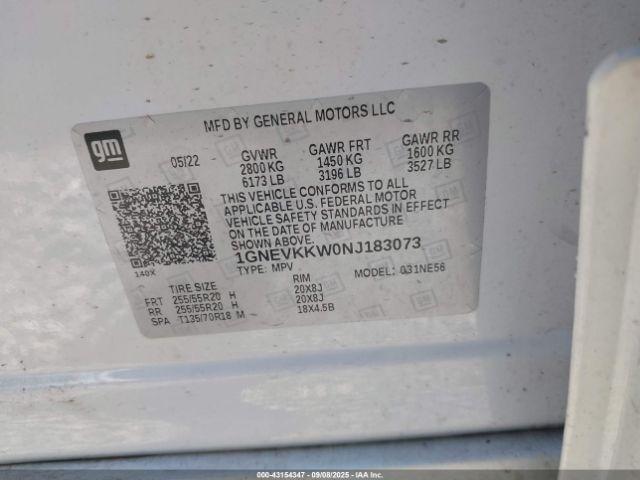 MFD BY GENERAL MOTORS LLC
gm
05/22
GVWR GAWR FRT GAWR RR
2800 KG 1450 KG 1600 KG
6173 LB 3196 LB 3527 LB
THIS VEHICLE CONFORMS TO ALL
APPLICABLE U.S. FEDERAL MOTOR
VEHICLE SAFETY STANDARDS IN EFFECT
ON THE DATE OF MANUFACTURE
SHOWN ABOVE.
1GNEVKKW0NJ183073
140X
TYPE: MPV MODEL: 031NE56
TIRE SIZE RIM
FRT 255/55R20 H 20X8J
RR 255/55R20 H 20X8J
SPA T135/70R18 M 18X4.5B
000-43154347 - 09/08/2025 - IAA Inc.